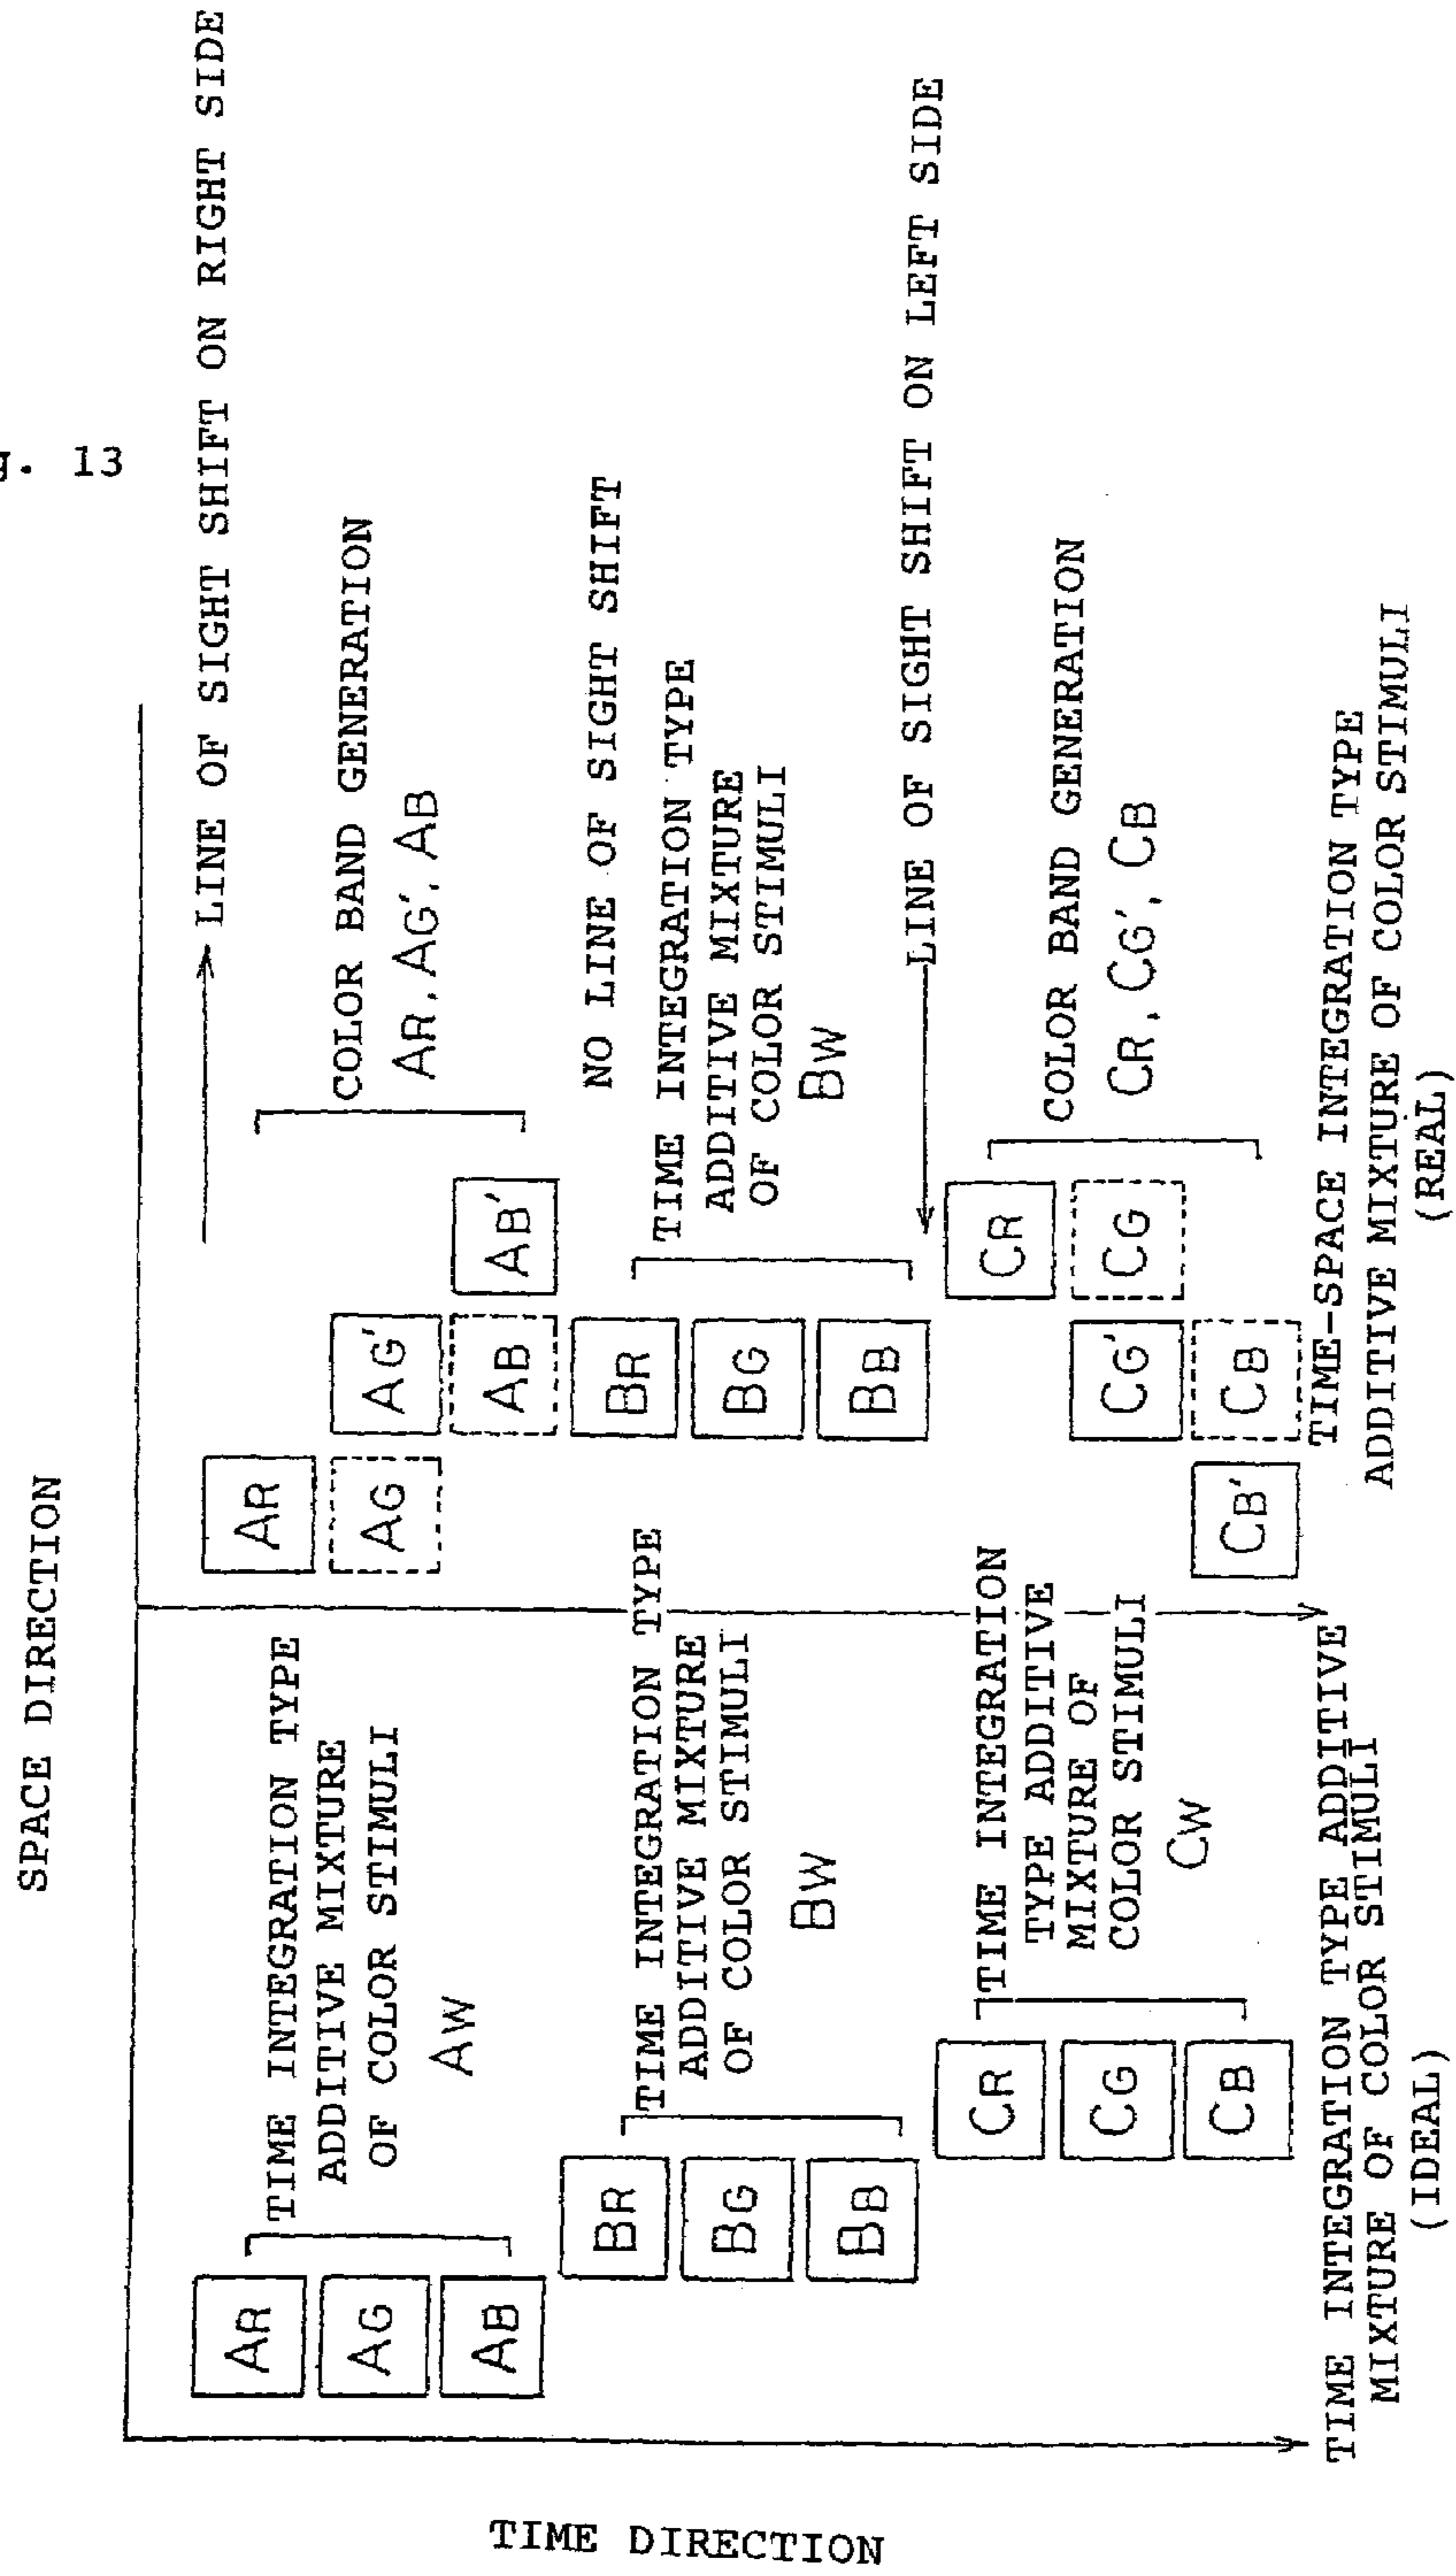 g. 13
SPACE DIRECTION
TIME DIRECTION
AR
AG
AB
TIME INTEGRATION TYPE
ADDITIVE MIXTURE
OF COLOR STIMULI
AW
BR
BG
BB
TIME INTEGRATION TYPE
ADDITIVE MIXTURE
OF COLOR STIMULI
BW
CR
CG
CB
TIME INTEGRATION
TYPE ADDITIVE
MIXTURE OF
COLOR STIMULI
CW
TIME INTEGRATION TYPE ADDITIVE
MIXTURE OF COLOR STIMULI
(IDEAL)
LINE OF SIGHT SHIFT ON RIGHT SIDE
AR
AG AG'
AB AB'
COLOR BAND GENERATION
AR, AG', AB
NO LINE OF SIGHT SHIFT
BR
BG
BB
TIME INTEGRATION TYPE
ADDITIVE MIXTURE
OF COLOR STIMULI
BW
LINE OF SIGHT SHIFT ON LEFT SIDE
CR
CG' CG
CB' CB
COLOR BAND GENERATION
CR, CG', CB
TIME-SPACE INTEGRATION TYPE
ADDITIVE MIXTURE OF COLOR STIMULI
(REAL)